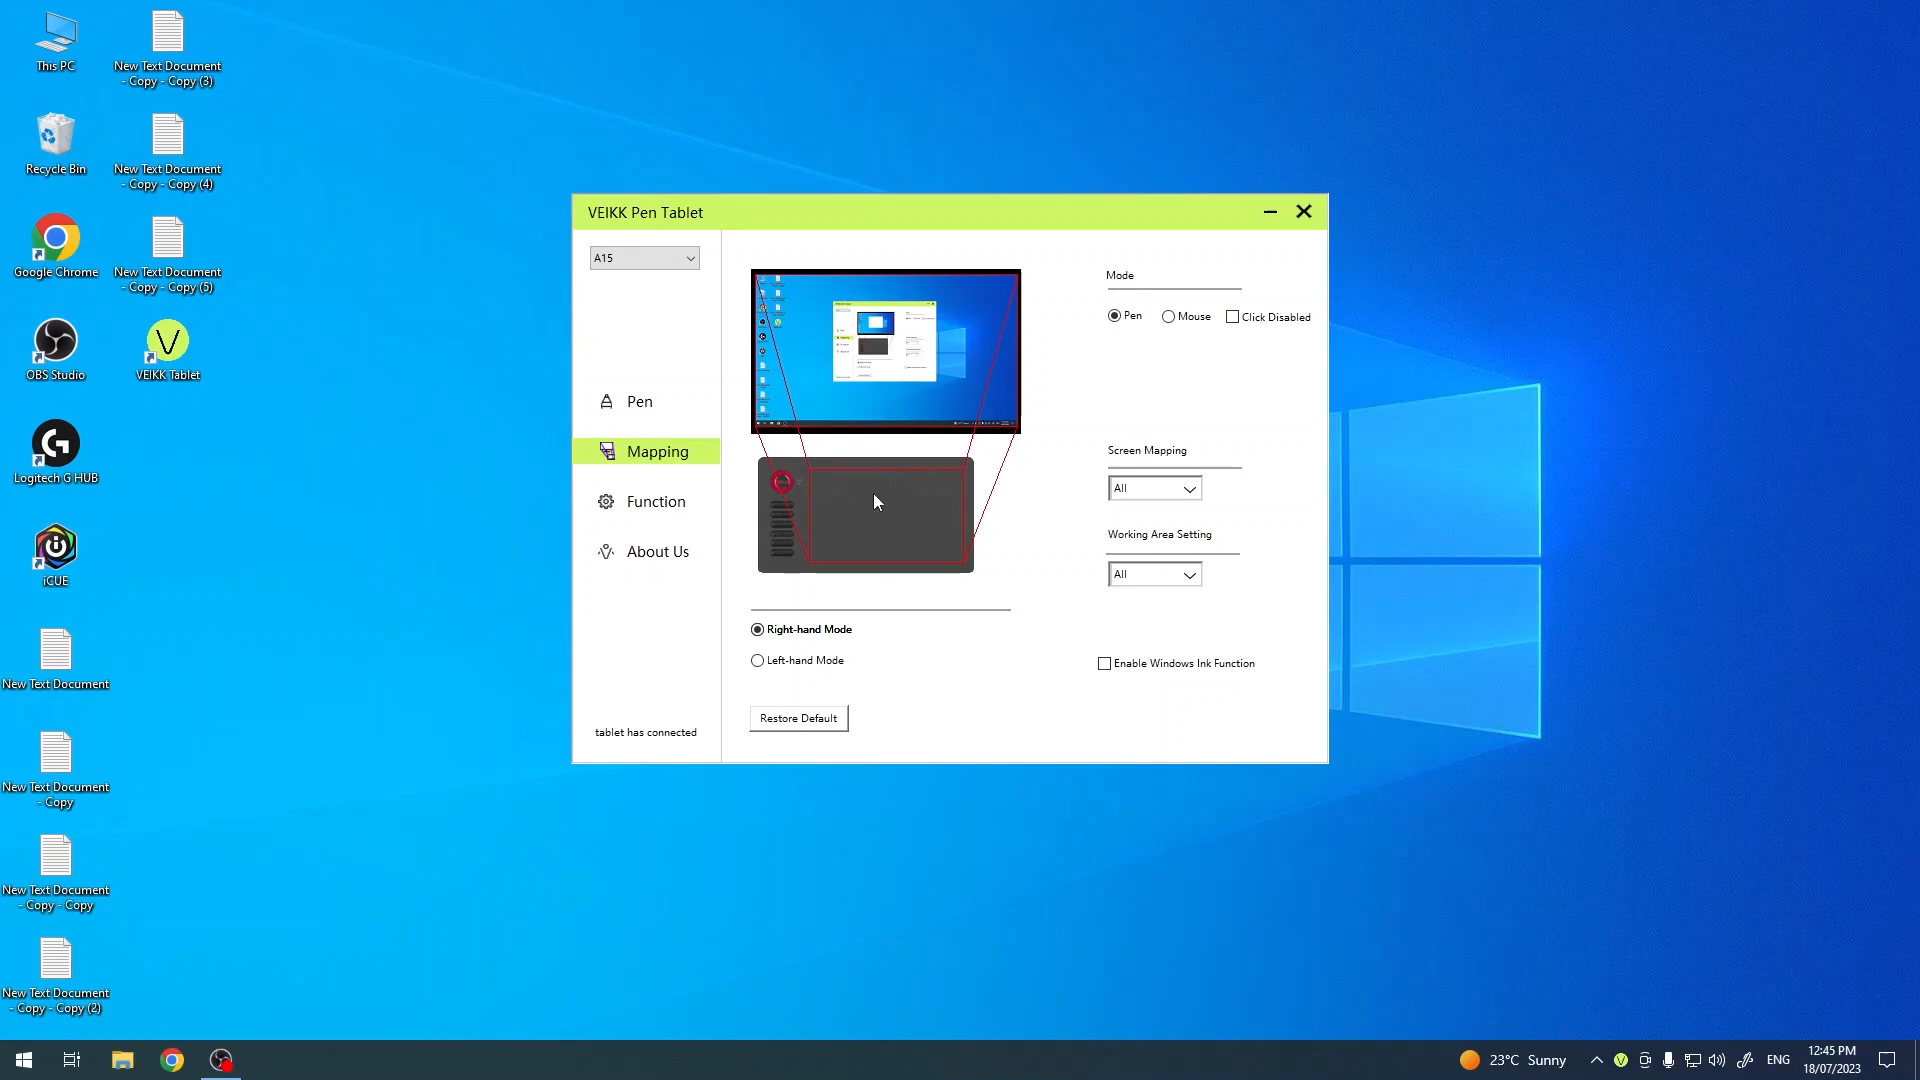 This PC
New Text Document
- Copy - Copy (3)
Recycle Bin
New Text Document
- Copy - Copy (4)
Google Chrome
New Text Document
- Copy - Copy (5)
OBS Studio
VEIKK Tablet
Logitech G HUB
iCUE
New Text Document
New Text Document
- Copy
New Text Document
- Copy - Copy
New Text Document
- Copy - Copy (2)
VEIKK Pen Tablet
A15
Pen
Mapping
Function
About Us
tablet has connected
Right-hand Mode
Left-hand Mode
Restore Default
Mode
Pen
Mouse
Click Disabled
Screen Mapping
All
Working Area Setting
All
Enable Windows Ink Function
23°C Sunny
ENG
12:45 PM
18/07/2023